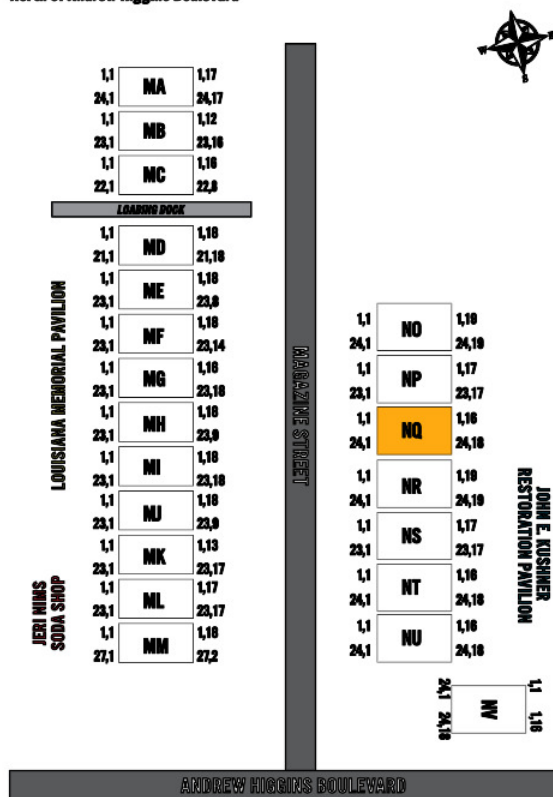 North of Andrew Higgins Boulevard
N
E
S
W
1,1 MA 1,17
24,1 24,17
1,1 MB 1,12
23,1 23,16
1,1 MC 1,16
22,1 22,8
LOADING DOCK
1,1 MD 1,18
21,1 21,18
1,1 ME 1,18
23,1 23,8
1,1 MF 1,18
23,1 23,14
1,1 MG 1,16
23,1 23,18
1,1 MH 1,18
23,1 23,9
1,1 MI 1,18
23,1 23,18
1,1 MJ 1,18
23,1 23,9
1,1 MK 1,13
23,1 23,17
1,1 ML 1,17
23,1 23,17
1,1 MM 1,18
27,1 27,2
LOUISIANA MEMORIAL PAVILION
JERI NIMS
SODA SHOP
MAGAZINE STREET
1,1 NO 1,19
24,1 24,19
1,1 NP 1,17
23,1 23,17
1,1 NQ 1,16
24,1 24,18
1,1 NR 1,19
24,1 24,19
1,1 NS 1,17
23,1 23,17
1,1 NT 1,16
24,1 24,18
1,1 NU 1,16
24,1 24,18
JOHN E. KUSHNER
RESTORATION PAVILION
1,1 NV 1,16
24,1 24,18
ANDREW HIGGINS BOULEVARD